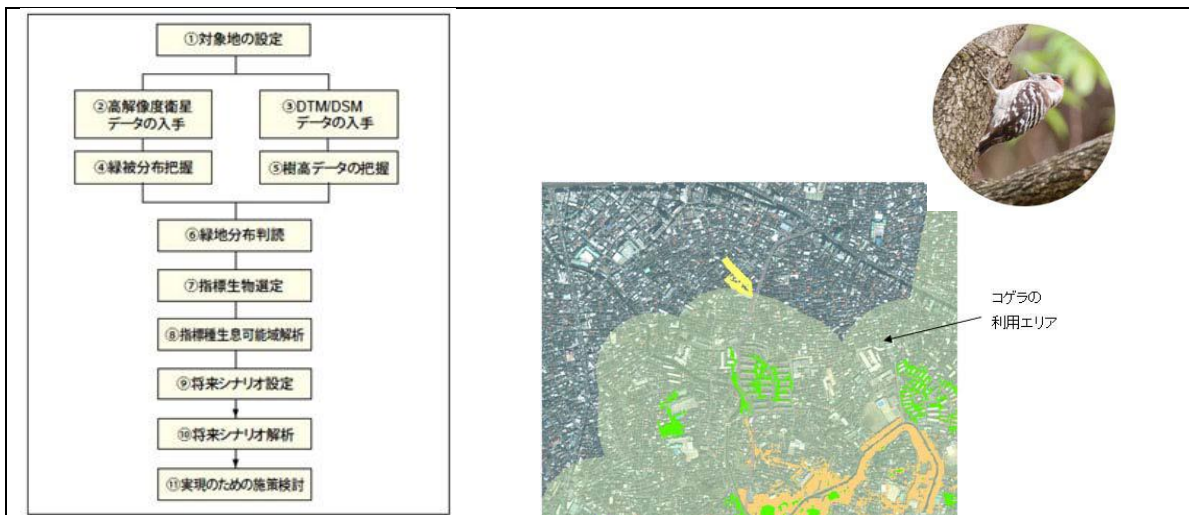 ①対象地の設定
②高解像度衛星
データの入手
③DTM/DSM
データの入手
④緑被分布把握
⑤樹高データの把握
⑥緑地分布判読
⑦指標生物選定
⑧指標種生息可能域解析
⑨将来シナリオ設定
⑩将来シナリオ解析
⑪実現のための施策検討
コゲラの
利用エリア